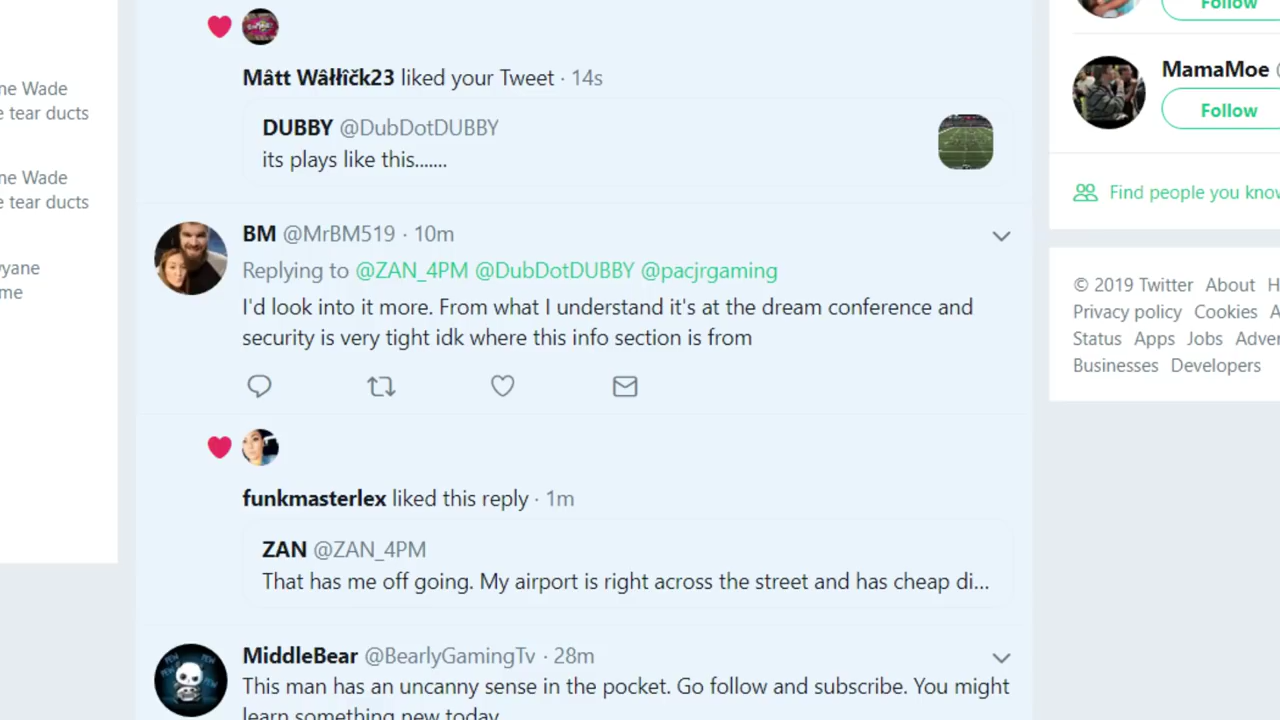 Follow
ne Wade
e tear ducts
ne Wade
e tear ducts
yane
me
Mâtt Wâłłîčk23 liked your Tweet · 14s
DUBBY @DubDotDUBBY
its plays like this.......
BM @MrBM519 · 10m
Replying to @ZAN_4PM @DubDotDUBBY @pacjrgaming
I'd look into it more. From what I understand it's at the dream conference and
security is very tight idk where this info section is from
funkmasterlex liked this reply · 1m
ZAN @ZAN_4PM
That has me off going. My airport is right across the street and has cheap di...
MiddleBear @BearlyGamingTv · 28m
This man has an uncanny sense in the pocket. Go follow and subscribe. You might
learn something new today
MamaMoe
Follow
Find people you know
© 2019 Twitter About H
Privacy policy Cookies A
Status Apps Jobs Adver
Businesses Developers